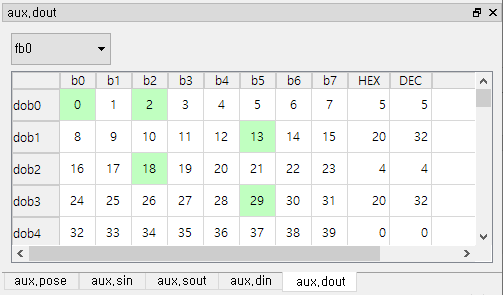 aux.dout
fb0
b0 b1 b2 b3 b4 b5 b6 b7 HEX DEC
dob0 0 1 2 3 4 5 6 7 5 5
dob1 8 9 10 11 12 13 14 15 20 32
dob2 16 17 18 19 20 21 22 23 4 4
dob3 24 25 26 27 28 29 30 31 20 32
dob4 32 33 34 35 36 37 38 39 0 0
aux.pose aux.sin aux.sout aux.din aux.dout